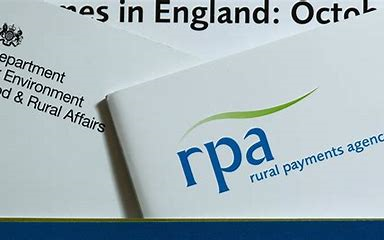 mes in England: Octob
epartment
Environment
d & Rural Affairs
rpa
rural payments agenc